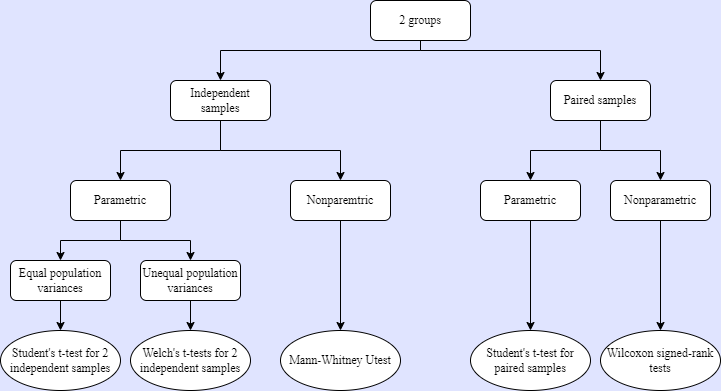 2 groups
Independent
samples
Paired samples
Parametric
Nonparemtric
Parametric
Nonparametric
Equal population
variances
Unequal population
variances
Student's t-test for 2
independent samples
Welch's t-tests for 2
independent samples
Mann-Whitney Utest
Student's t-test for
paired samples
Wilcoxon signed-rank
tests